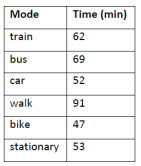 Mode Time (min)
train 62
bus 69
car 52
walk 91
bike 47
stationary 53